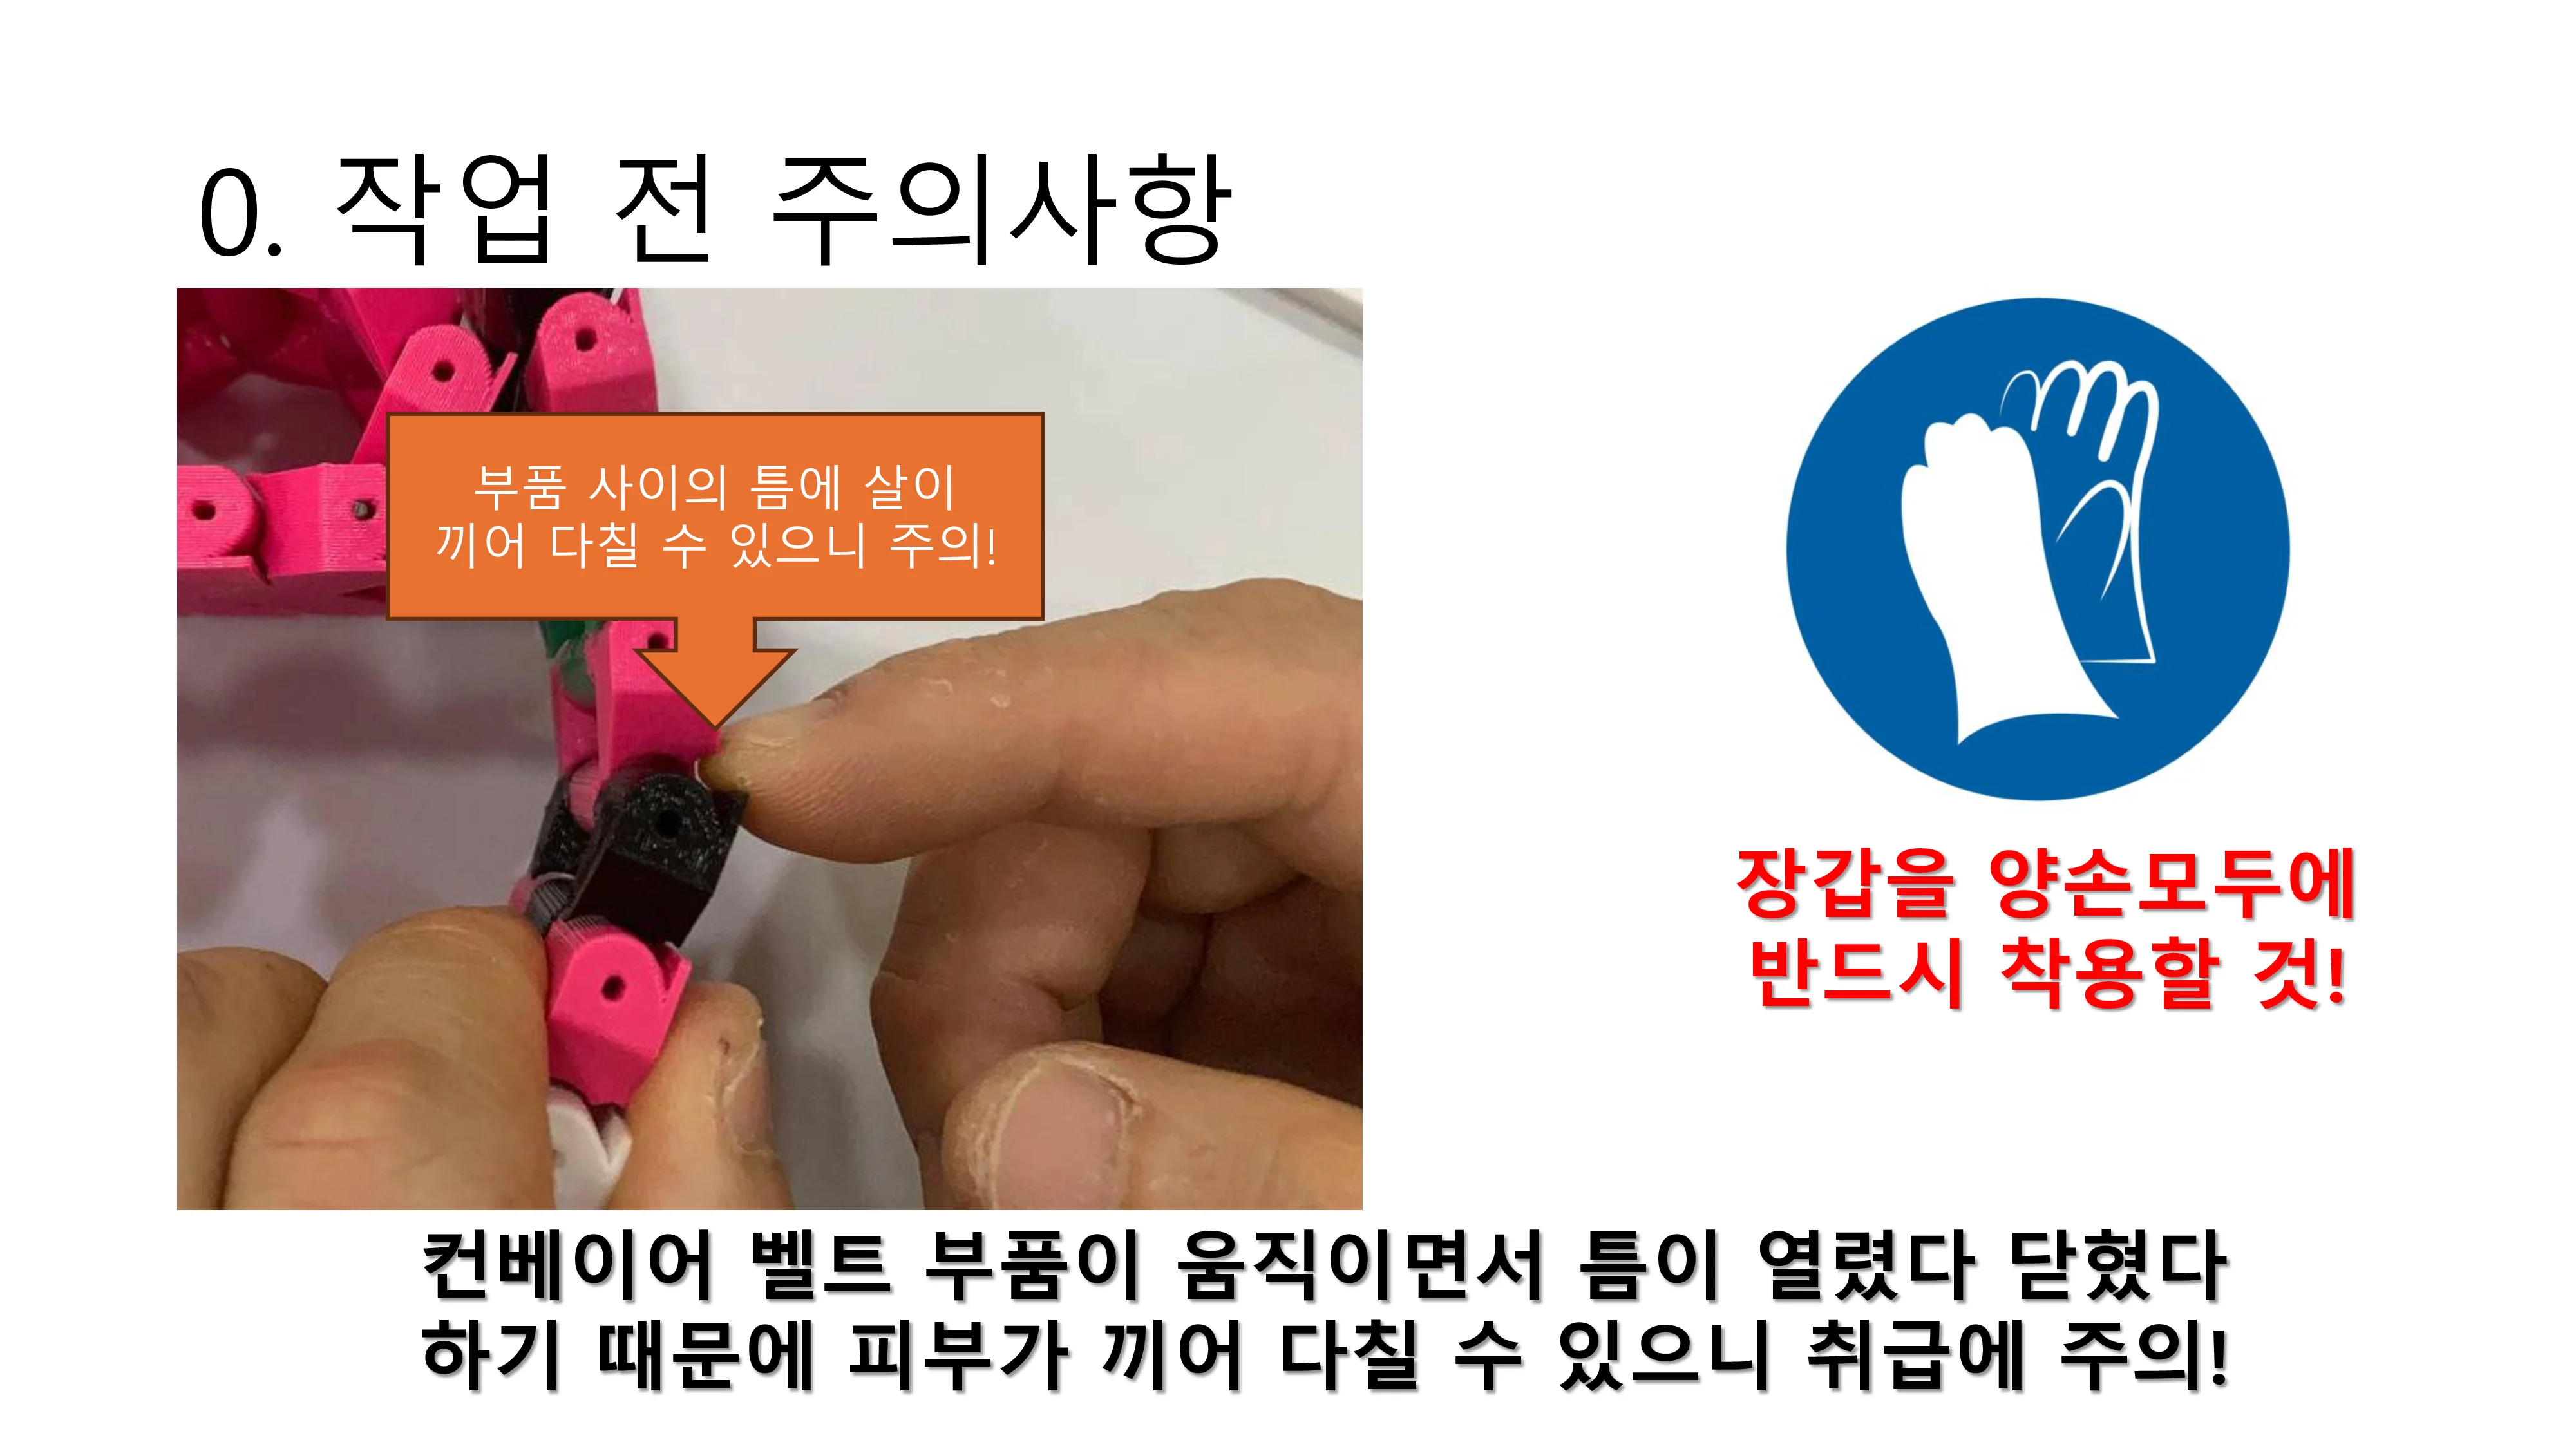 0. 작업 전 주의사항
부품 사이의 틈에 살이
끼어 다칠 수 있으니 주의!
장갑을 양손모두에
반드시 착용할 것!
컨베이어 벨트 부품이 움직이면서 틈이 열렸다 닫혔다
하기 때문에 피부가 끼어 다칠 수 있으니 취급에 주의!